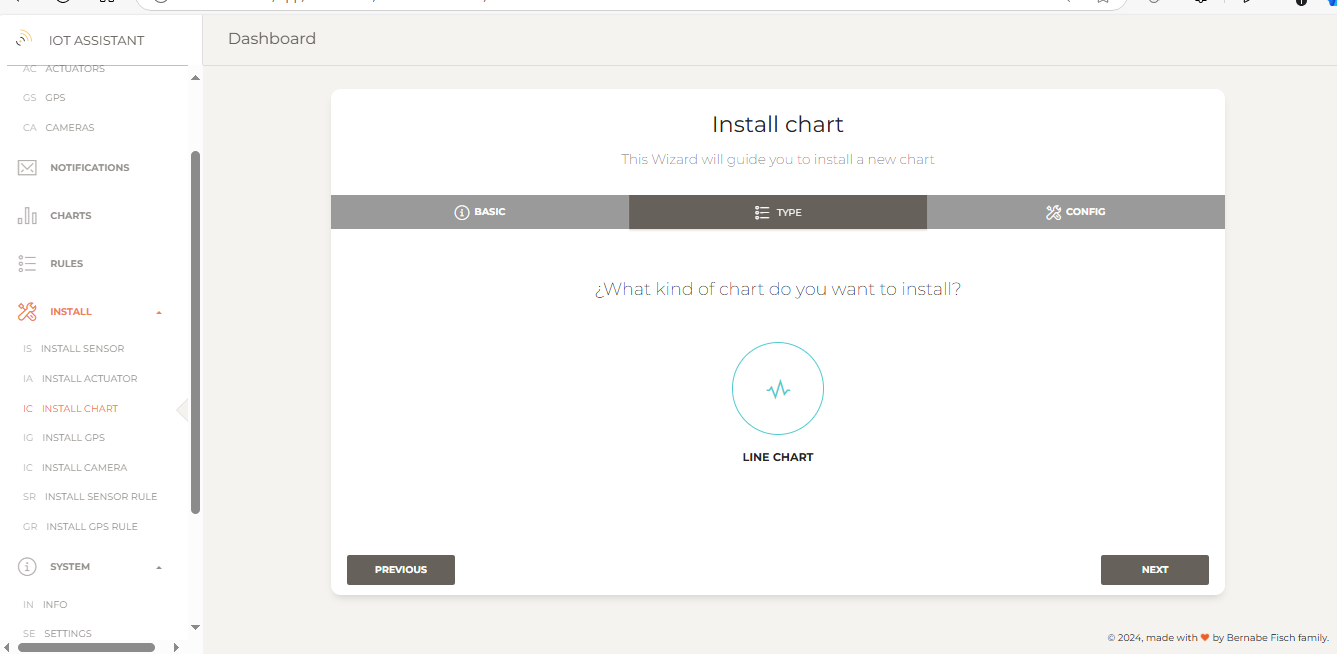 IOT ASSISTANT
AC ACTUATORS
GS GPS
CA CAMERAS
NOTIFICATIONS
CHARTS
RULES
INSTALL
IS INSTALL SENSOR
IA INSTALL ACTUATOR
IC INSTALL CHART
IG INSTALL GPS
IC INSTALL CAMERA
SR INSTALL SENSOR RULE
GR INSTALL GPS RULE
SYSTEM
IN INFO
SE SETTINGS
Dashboard
Install chart
This Wizard will guide you to install a new chart
BASIC
TYPE
CONFIG
¿What kind of chart do you want to install?
LINE CHART
PREVIOUS
NEXT
© 2024, made with ♥ by Bernabe Fisch family.